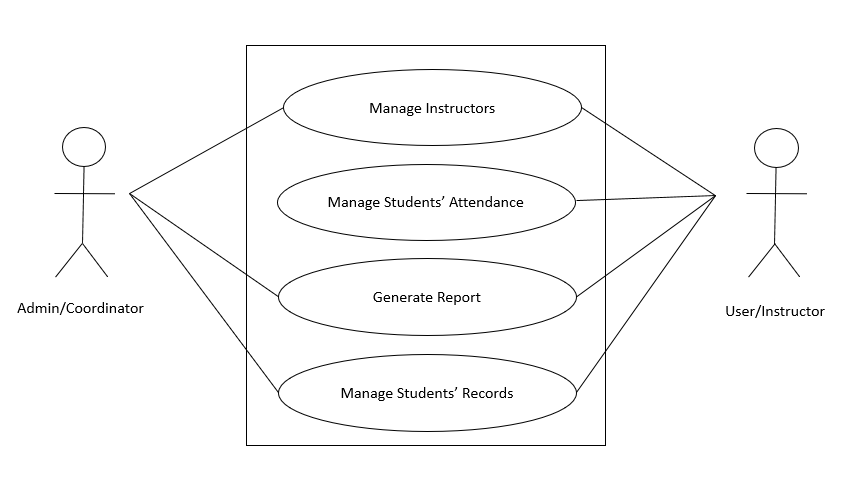 Manage Instructors
Manage Students’ Attendance
Generate Report
Admin/Coordinator
User/Instructor
Manage Students’ Records